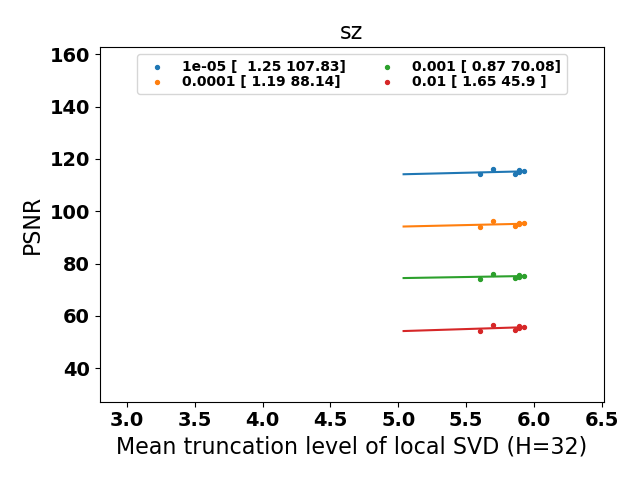 sz
1e-05 [  1.25 107.83]
0.0001 [ 1.19 88.14]
0.001 [ 0.87 70.08]
0.01 [ 1.65 45.9 ]
160
140
120
100
80
60
40
PSNR
3.0 3.5 4.0 4.5 5.0 5.5 6.0 6.5
Mean truncation level of local SVD (H=32)